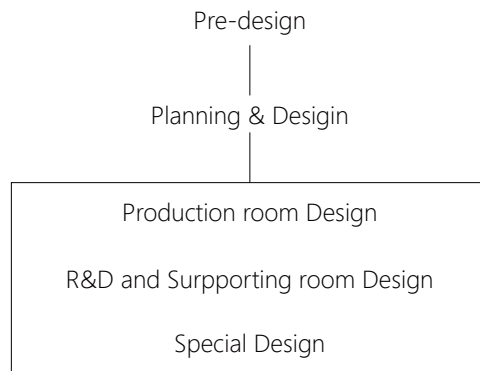 Pre-design
Planning & Desigin
Production room Design
R&D and Surpporting room Design
Special Design